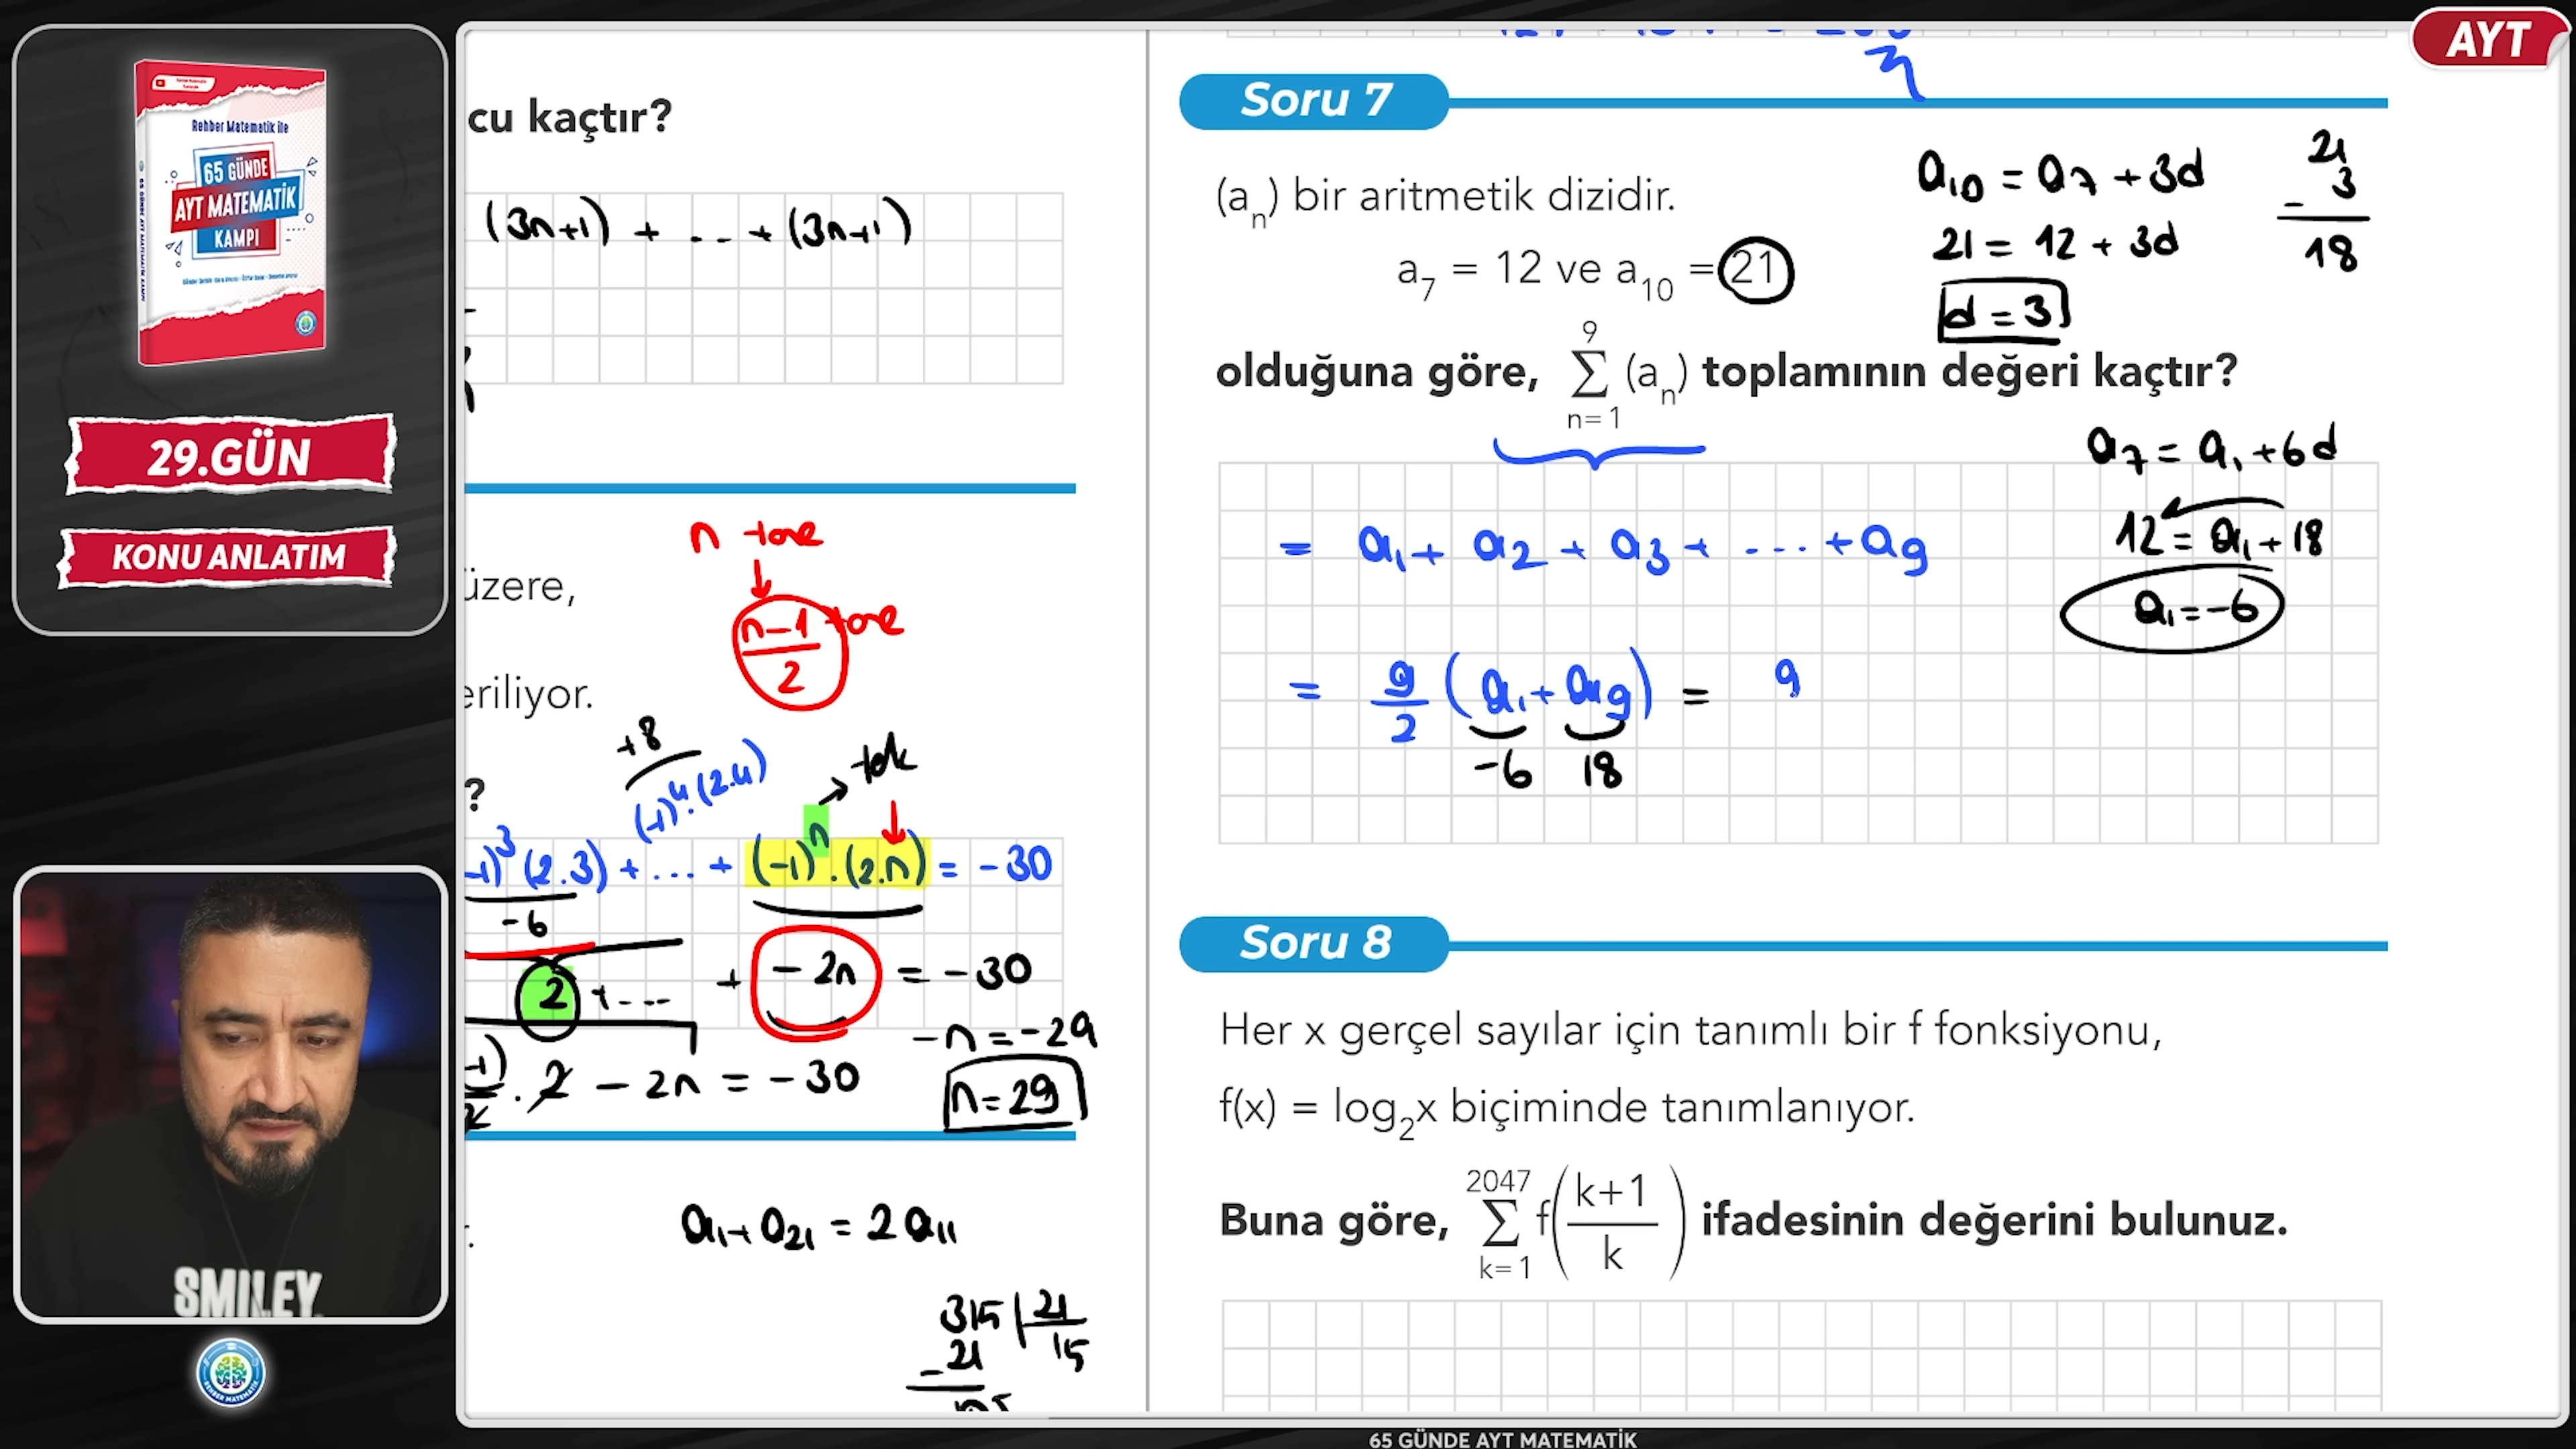 AYT
Rehber Matematik ile
65 GÜNDE
AYT MATEMATİK
KAMPI
29.GÜN
KONU ANLATIM
SMILEY
REHBER MATEMATİK
cu kaçtır?
(3n+1) + ... + (3n+1)
n tane
n-1/2 tane
üzere,
eriliyor.
?
+8
(-1)⁴.(2.4)
→ tek
-1)³(2.3) + ... + (-1)ⁿ.(2.n) = -30
-6
2 + ... + -2n = -30
-n = -29
.2 - 2n = -30
n=29
a₁+a₂₁ = 2a₁₁
315 | 21
- 21 15
Soru 7
(aₙ) bir aritmetik dizidir.
a₇ = 12 ve a₁₀ = 21
a₁₀ = a₇ + 3d
21 = 12 + 3d
d = 3
21
- 3
18
olduğuna göre, ∑ₙ₌₁⁹ (aₙ) toplamının değeri kaçtır?
a₇ = a₁ + 6d
12 = a₁ + 18
a₁ = -6
= a₁ + a₂ + a₃ + .... + a₉
= 9/2 (a₁ + a₉) = 9
-6 18
Soru 8
Her x gerçel sayılar için tanımlı bir f fonksiyonu,
f(x) = log₂x biçiminde tanımlanıyor.
Buna göre, ∑ₖ₌₁²⁰⁴⁷ f((k+1)/k) ifadesinin değerini bulunuz.
65 GÜNDE AYT MATEMATİK